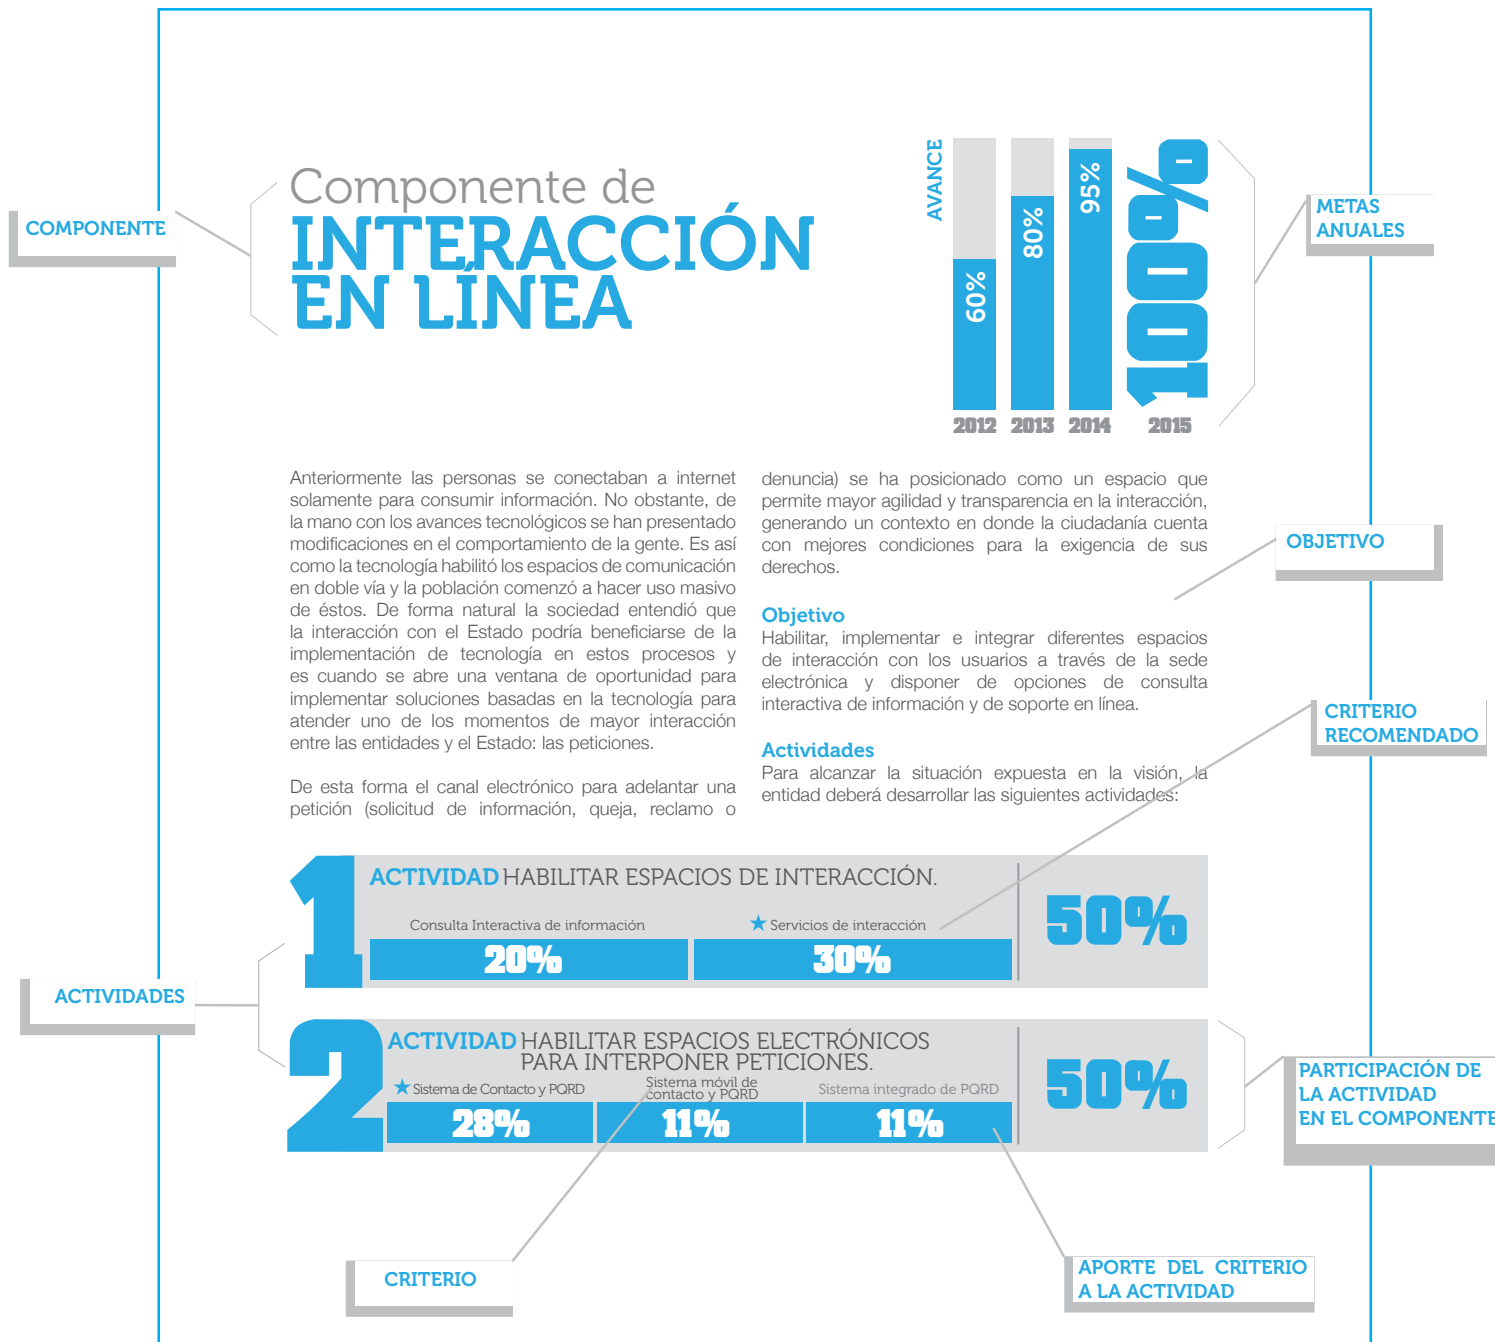 Componente de
INTERACCIÓN
EN LÍNEA
COMPONENTE
AVANCE
60%
80%
95%
100%
2012 2013 2014 2015
METAS
ANUALES
Anteriormente las personas se conectaban a internet
solamente para consumir información. No obstante, de
la mano con los avances tecnológicos se han presentado
modificaciones en el comportamiento de la gente. Es así
como la tecnología habilitó los espacios de comunicación
en doble vía y la población comenzó a hacer uso masivo
de éstos. De forma natural la sociedad entendió que
la interacción con el Estado podría beneficiarse de la
implementación de tecnología en estos procesos y
es cuando se abre una ventana de oportunidad para
implementar soluciones basadas en la tecnología para
atender uno de los momentos de mayor interacción
entre las entidades y el Estado: las peticiones.
De esta forma el canal electrónico para adelantar una
petición (solicitud de información, queja, reclamo o
denuncia) se ha posicionado como un espacio que
permite mayor agilidad y transparencia en la interacción,
generando un contexto en donde la ciudadanía cuenta
con mejores condiciones para la exigencia de sus
derechos.
OBJETIVO
Objetivo
Habilitar, implementar e integrar diferentes espacios
de interacción con los usuarios a través de la sede
electrónica y disponer de opciones de consulta
interactiva de información y de soporte en línea.
CRITERIO
RECOMENDADO
Actividades
Para alcanzar la situación expuesta en la visión, la
entidad deberá desarrollar las siguientes actividades:
1
ACTIVIDAD HABILITAR ESPACIOS DE INTERACCIÓN.
Consulta Interactiva de información
20%
★ Servicios de interacción
30%
50%
ACTIVIDADES
2
ACTIVIDAD HABILITAR ESPACIOS ELECTRÓNICOS
PARA INTERPONER PETICIONES.
★ Sistema de Contacto y PQRD
28%
Sistema móvil de
contacto y PQRD
11%
Sistema integrado de PQRD
11%
50%
PARTICIPACIÓN DE
LA ACTIVIDAD
EN EL COMPONENTE
CRITERIO
APORTE DEL CRITERIO
A LA ACTIVIDAD